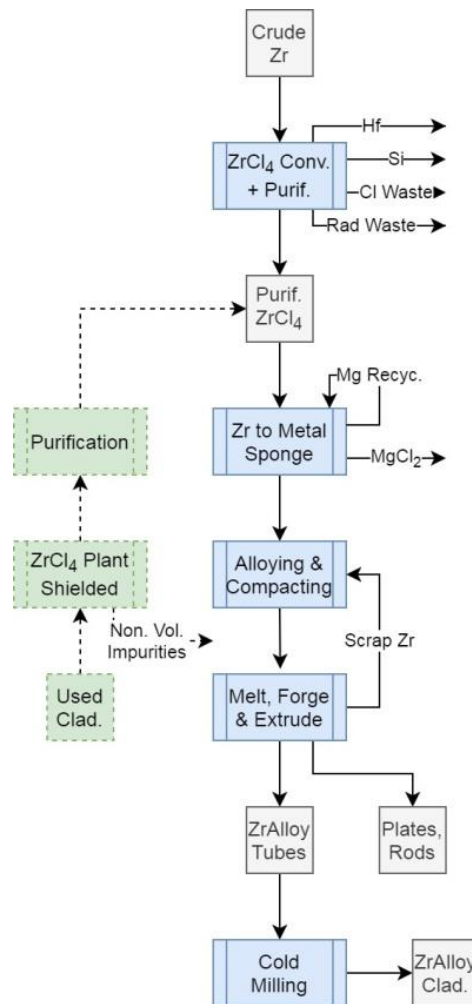 Crude
Zr
Hf
ZrCl₄ Conv.
+ Purif.
Si
Cl Waste
Rad Waste
Purif.
ZrCl₄
Mg Recyc.
Purification
Zr to Metal
Sponge
MgCl₂
ZrCl₄ Plant
Shielded
Alloying &
Compacting
Non. Vol.
Impurities
Scrap Zr
Used
Clad.
Melt, Forge
& Extrude
ZrAlloy
Tubes
Plates,
Rods
Cold
Milling
ZrAlloy
Clad.